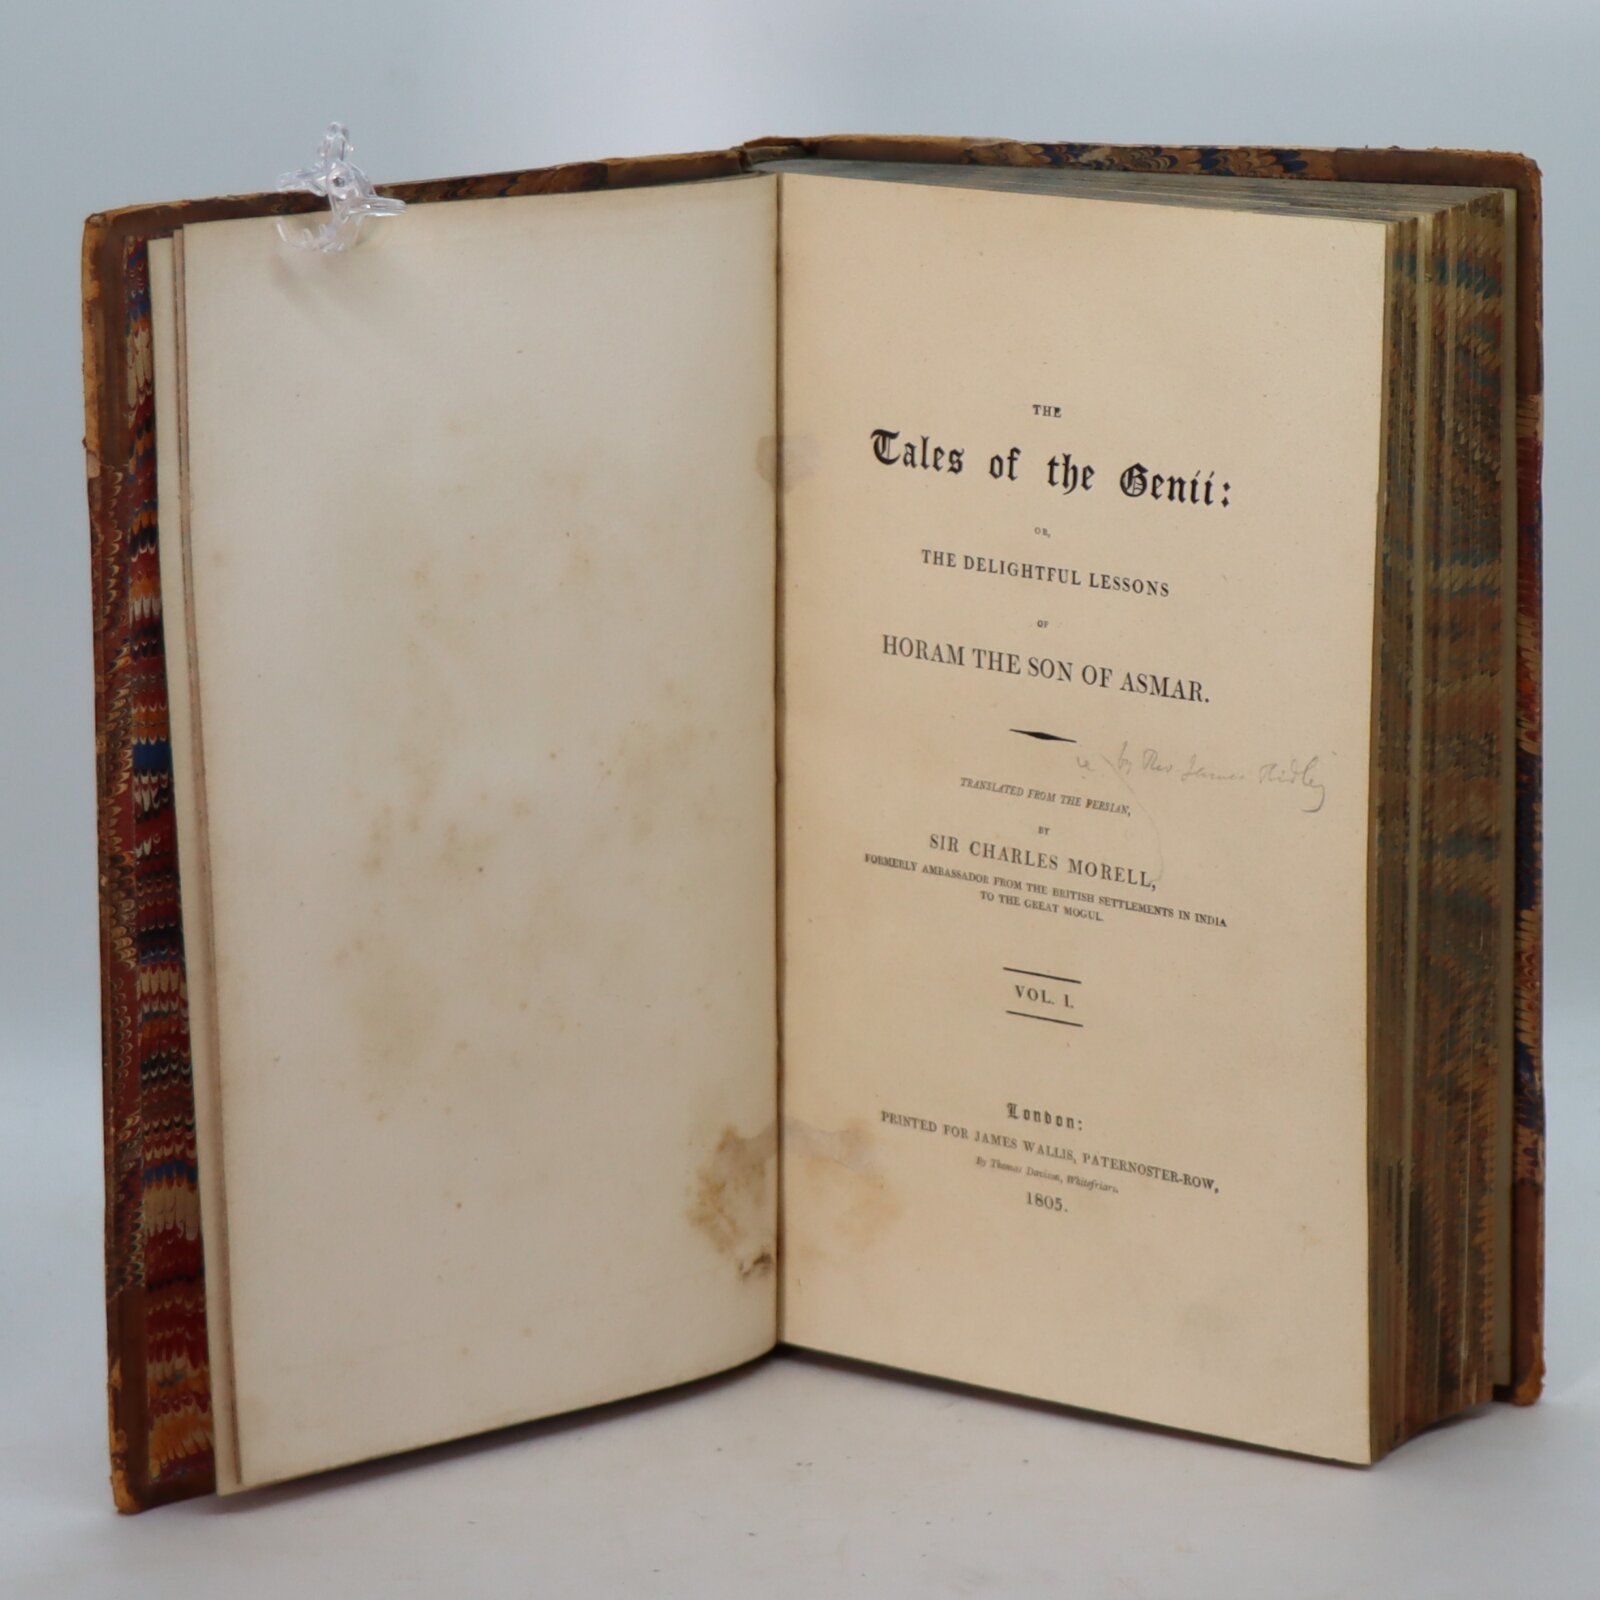 THE
Tales of the Genii:
OR,
THE DELIGHTFUL LESSONS
OF
HORAM THE SON OF ASMAR.
i.e. by Rev James Ridley
TRANSLATED FROM THE PERSIAN,
BY
SIR CHARLES MORELL,
FORMERLY AMBASSADOR FROM THE BRITISH SETTLEMENTS IN INDIA
TO THE GREAT MOGUL.
VOL. I.
London:
PRINTED FOR JAMES WALLIS, PATERNOSTER-ROW,
By Thomas Davison, Whitefriars.
1805.